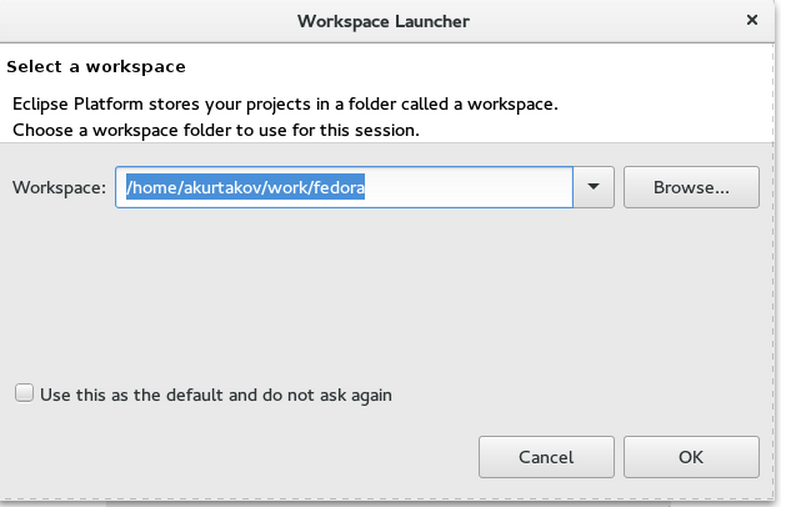 Workspace Launcher
Select a workspace
Eclipse Platform stores your projects in a folder called a workspace.
Choose a workspace folder to use for this session.
Workspace: /home/akurtakov/work/fedora Browse...
Use this as the default and do not ask again
Cancel OK